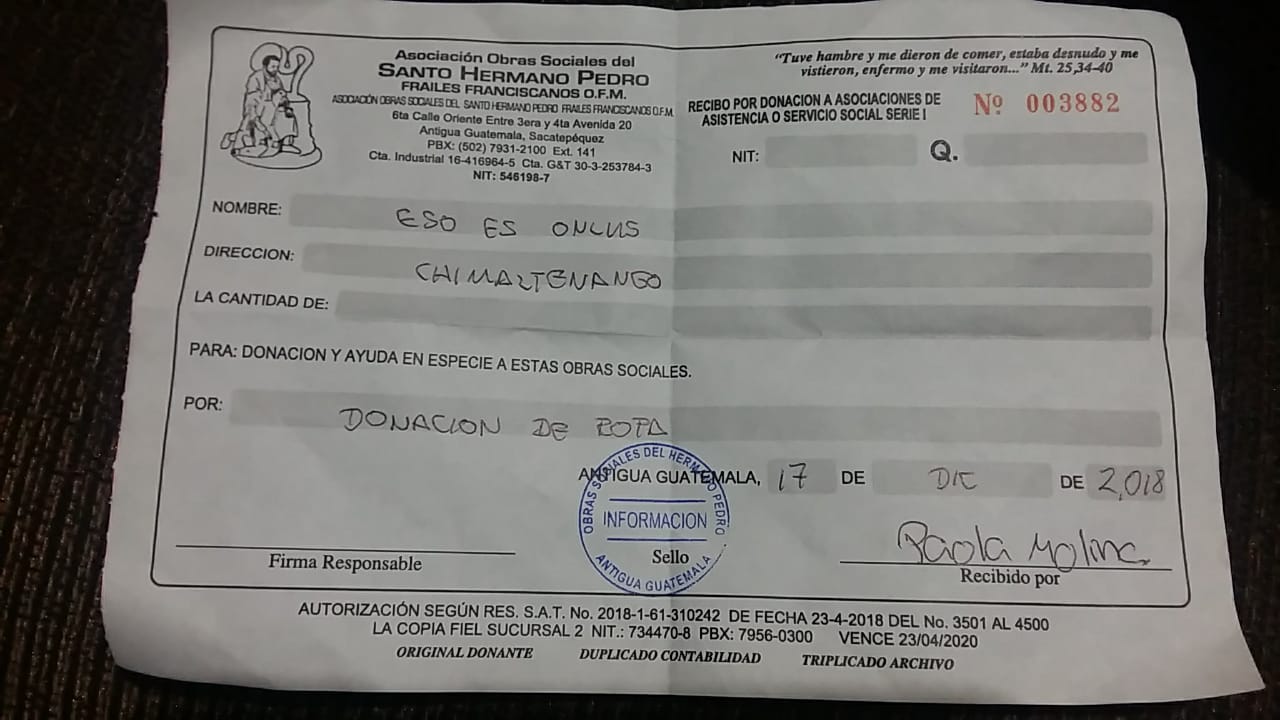 Asociación Obras Sociales del
SANTO HERMANO PEDRO
FRAILES FRANCISCANOS O.F.M.
ASOCIACIÓN OBRAS SOCIALES DEL SANTO HERMANO PEDRO FRAILES FRANCISCANOS O.F.M.
6ta Calle Oriente Entre 3era y 4ta Avenida 20
Antigua Guatemala, Sacatepéquez
PBX: (502) 7931-2100 Ext. 141
Cta. Industrial 16-416964-5 Cta. G&T 30-3-253784-3
NIT: 546198-7
"Tuve hambre y me dieron de comer, estaba desnudo y me
vistieron, enfermo y me visitaron..." Mt. 25,34-40
RECIBO POR DONACION A ASOCIACIONES DE
ASISTENCIA O SERVICIO SOCIAL SERIE I
Nº 003882
NIT: Q.
NOMBRE: ESO ES ONLUS
DIRECCION: CHIMALTENANGO
LA CANTIDAD DE:
PARA: DONACION Y AYUDA EN ESPECIE A ESTAS OBRAS SOCIALES.
POR: DONACION DE ROPA
ANTIGUA GUATEMALA, 17 DE DIC DE 2,018
OBRAS SOCIALES DEL HERMANO PEDRO
INFORMACION
ANTIGUA GUATEMALA
Sello
Firma Responsable
Paola Molina
Recibido por
AUTORIZACIÓN SEGÚN RES. S.A.T. No. 2018-1-61-310242 DE FECHA 23-4-2018 DEL No. 3501 AL 4500
LA COPIA FIEL SUCURSAL 2 NIT.: 734470-8 PBX: 7956-0300 VENCE 23/04/2020
ORIGINAL DONANTE DUPLICADO CONTABILIDAD TRIPLICADO ARCHIVO